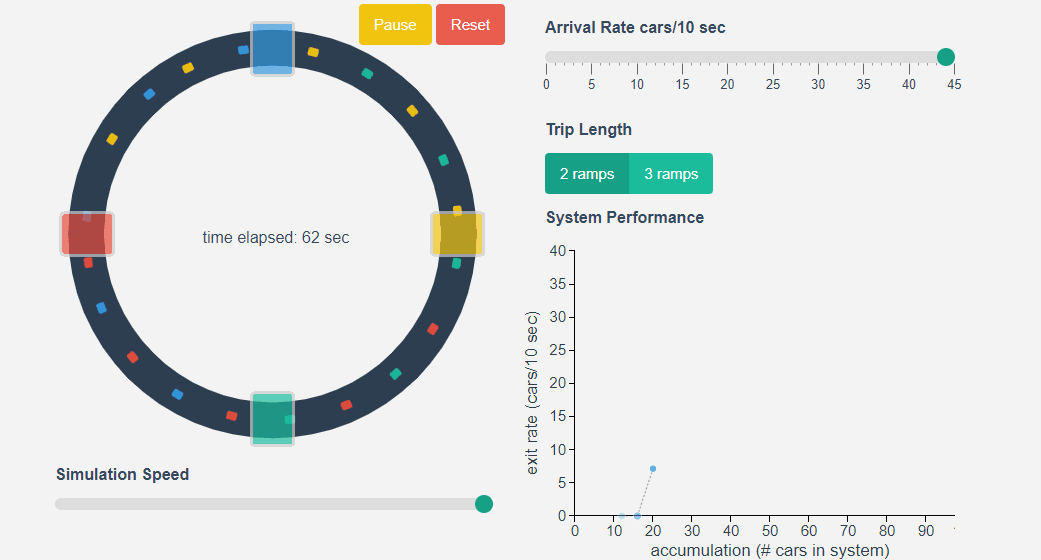 Pause Reset
time elapsed: 62 sec
Simulation Speed
Arrival Rate cars/10 sec
0 5 10 15 20 25 30 35 40 45
Trip Length
2 ramps 3 ramps
System Performance
40
35
30
25
20
15
10
5
0
exit rate (cars/10 sec)
0 10 20 30 40 50 60 70 80 90
accumulation (# cars in system)